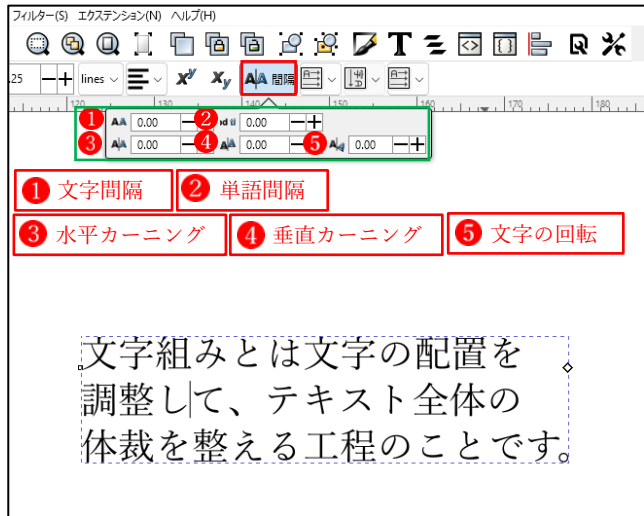 フィルター(S) エクステンション(N) ヘルプ(H)
.25 lines 間隔
120 130 140 150 160 170 180
1 0.00 2 0.00
3 0.00 4 0.00 5 0.00
1 文字間隔 2 単語間隔
3 水平カーニング 4 垂直カーニング 5 文字の回転
文字組みとは文字の配置を
調整して、テキスト全体の
体裁を整える工程のことです。